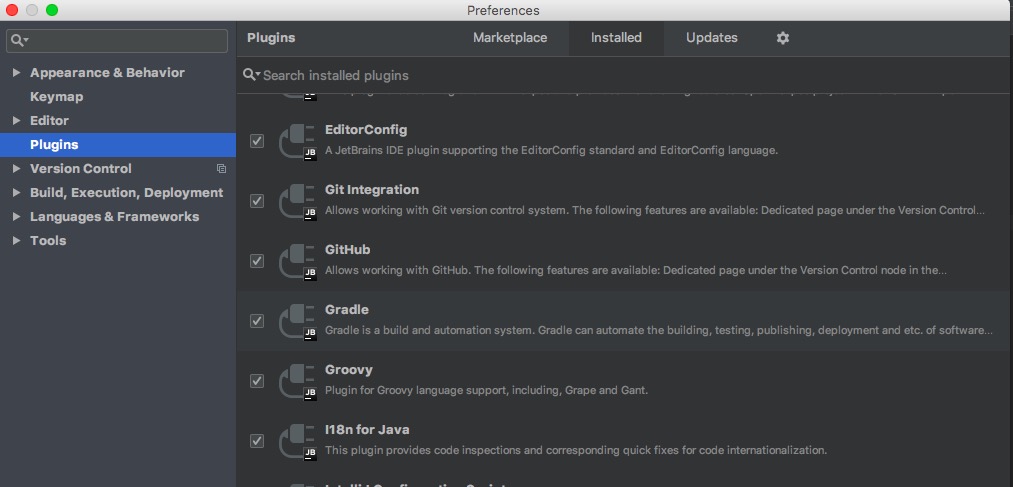 Preferences
Plugins Marketplace Installed Updates
Appearance & Behavior
Keymap
Editor
Plugins
Version Control
Build, Execution, Deployment
Languages & Frameworks
Tools
Search installed plugins
EditorConfig
A JetBrains IDE plugin supporting the EditorConfig standard and EditorConfig language.
Git Integration
Allows working with Git version control system. The following features are available: Dedicated page under the Version Control...
GitHub
Allows working with GitHub. The following features are available: Dedicated page under the Version Control node in the...
Gradle
Gradle is a build and automation system. Gradle can automate the building, testing, publishing, deployment and etc. of software...
Groovy
Plugin for Groovy language support, including, Grape and Gant.
I18n for Java
This plugin provides code inspections and corresponding quick fixes for code internationalization.
JB
JB
JB
JB
JB
JB
JB